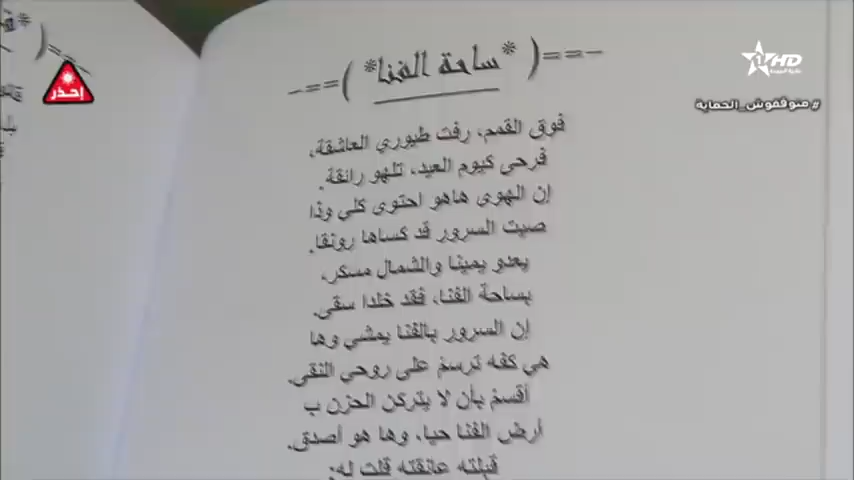 ---==( *ساحة الفنا* )==--
فوق القمم، رفت طيوري العاشقة،
فرحي كيوم العيد، تلهو رائقة.
إن الهوى هاهو احتوى كلي وذا
صيت السرور قد كساها رونقا.
يعدو يمينا والشمال مسكر،
بساحة الفنا، فقد خلدا سقى.
إن السرور بالفنا يمشي وها
هي كفه ترسم على روحي النقى.
أقسم بأن لا يتركن الحزن ب
أرض الفنا حيا، وها هو أصدق.
قبلته عانقته قلت له:
إحذر
1HD
#منوقفوش_الحماية